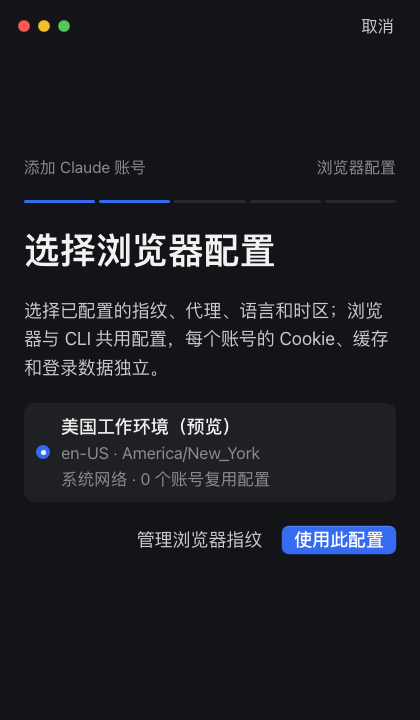 取消
添加 Claude 账号
浏览器配置
选择浏览器配置
选择已配置的指纹、代理、语言和时区；浏览
器与 CLI 共用配置，每个账号的 Cookie、缓存
和登录数据独立。
美国工作环境（预览）
en-US · America/New_York
系统网络 · 0 个账号复用配置
管理浏览器指纹
使用此配置